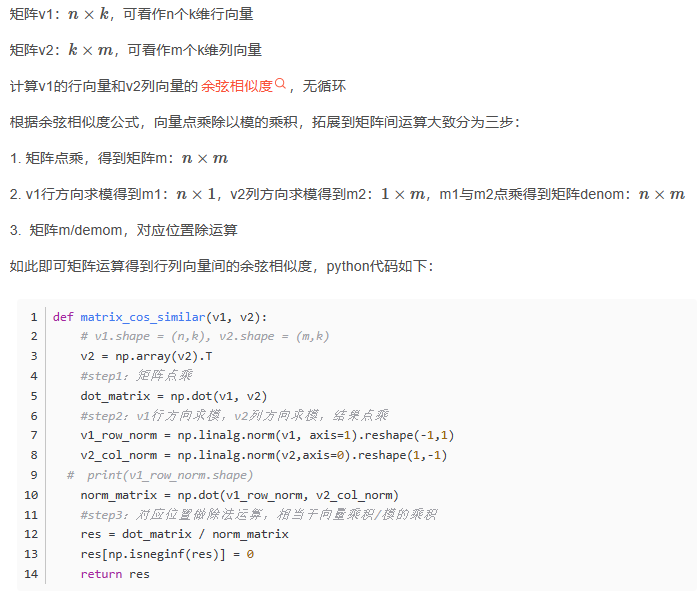 矩阵v1：n × k，可看作n个k维行向量
矩阵v2：k × m，可看作m个k维列向量
计算v1的行向量和v2列向量的 余弦相似度，无循环
根据余弦相似度公式，向量点乘除以模的乘积，拓展到矩阵间运算大致分为三步：
1. 矩阵点乘，得到矩阵m：n × m
2. v1行方向求模得到m1：n × 1，v2列方向求模得到m2：1 × m，m1与m2点乘得到矩阵denom：n × m
3. 矩阵m/demom，对应位置除运算
如此即可矩阵运算得到行列向量间的余弦相似度，python代码如下：
1 def matrix_cos_similar(v1, v2):
2 # v1.shape = (n,k), v2.shape = (m,k)
3 v2 = np.array(v2).T
4 #step1：矩阵点乘
5 dot_matrix = np.dot(v1, v2)
6 #step2：v1行方向求模，v2列方向求模，结果点乘
7 v1_row_norm = np.linalg.norm(v1, axis=1).reshape(-1,1)
8 v2_col_norm = np.linalg.norm(v2,axis=0).reshape(1,-1)
9 # print(v1_row_norm.shape)
10 norm_matrix = np.dot(v1_row_norm, v2_col_norm)
11 #step3：对应位置做除法运算，相当于向量乘积/模的乘积
12 res = dot_matrix / norm_matrix
13 res[np.isneginf(res)] = 0
14 return res